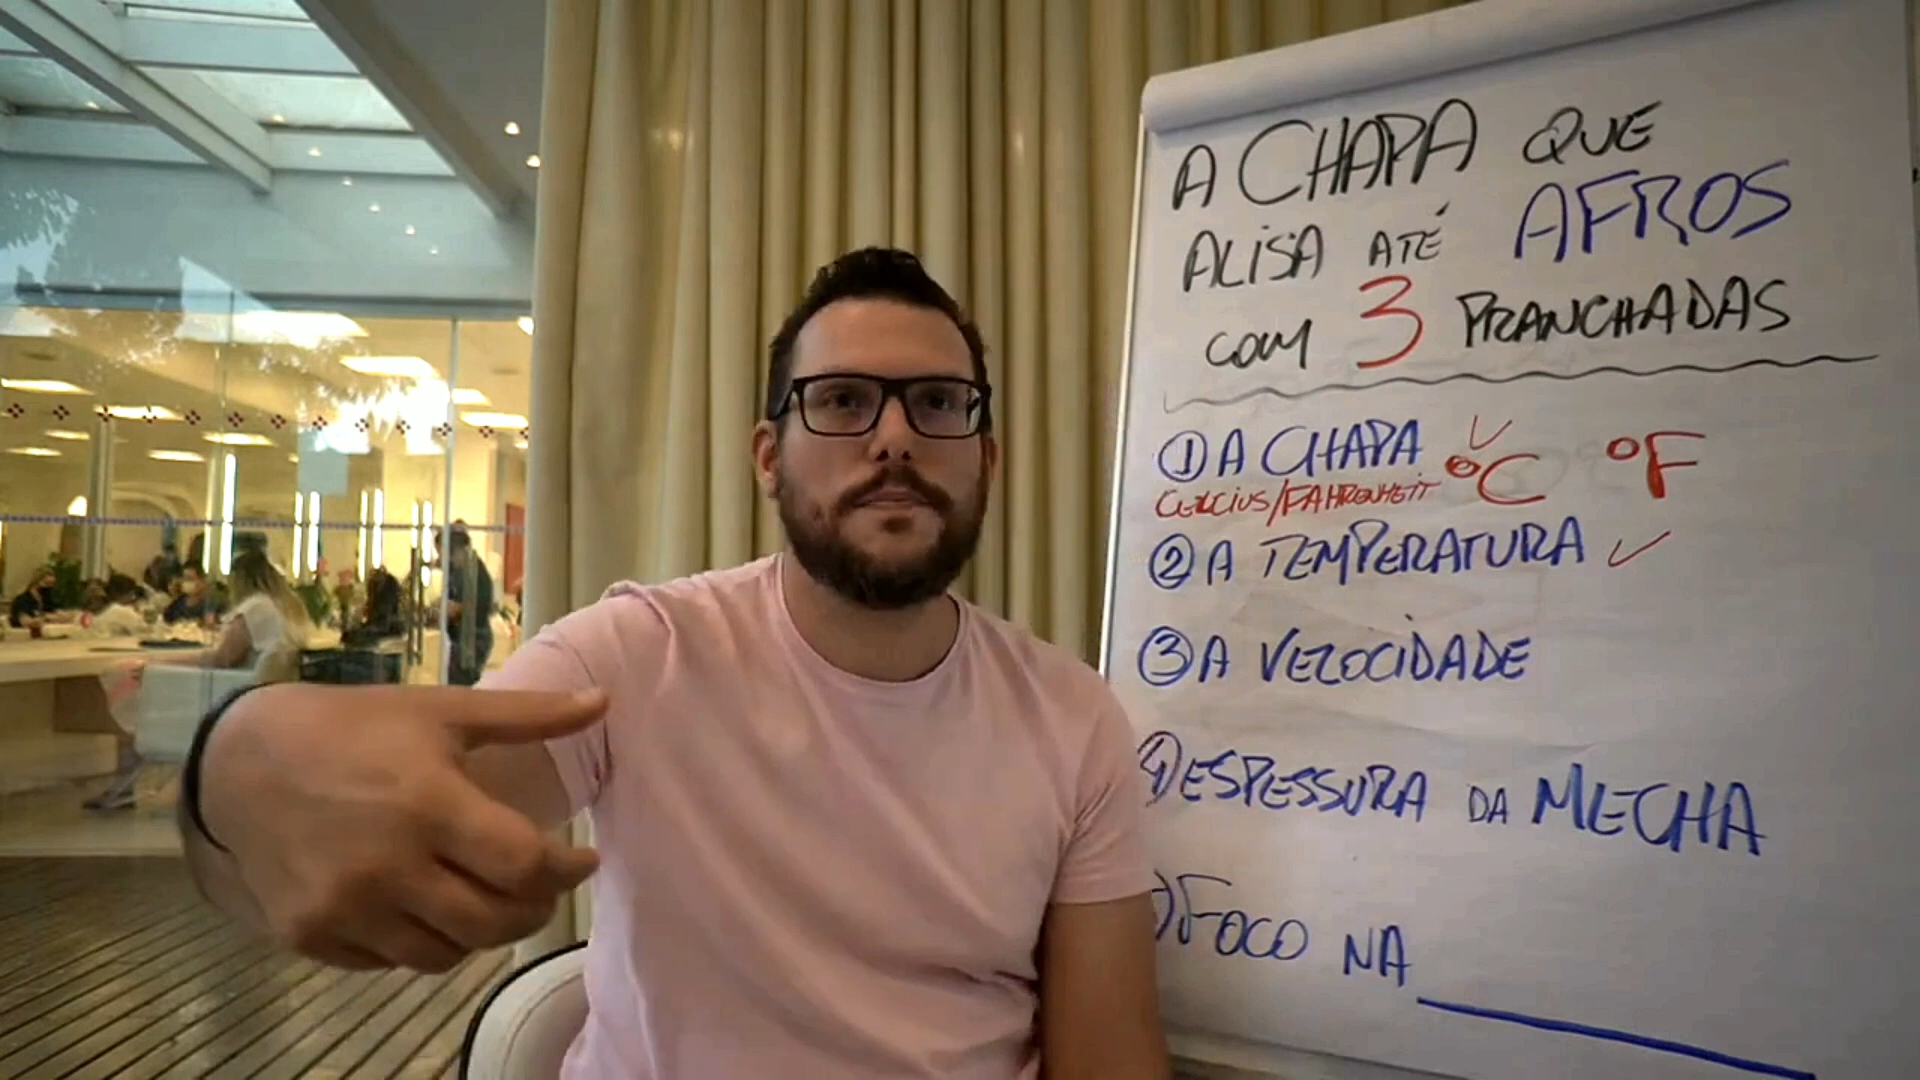 A CHAPA QUE
ALISA ATÉ AFROS
COM 3 PRANCHADAS
1 A CHAPA °C °F
CELCIUS/FAHRENHEIT
2 A TEMPERATURA
3 A VELOCIDADE
4) ESPESSURA DA MECHA
) FOCO NA